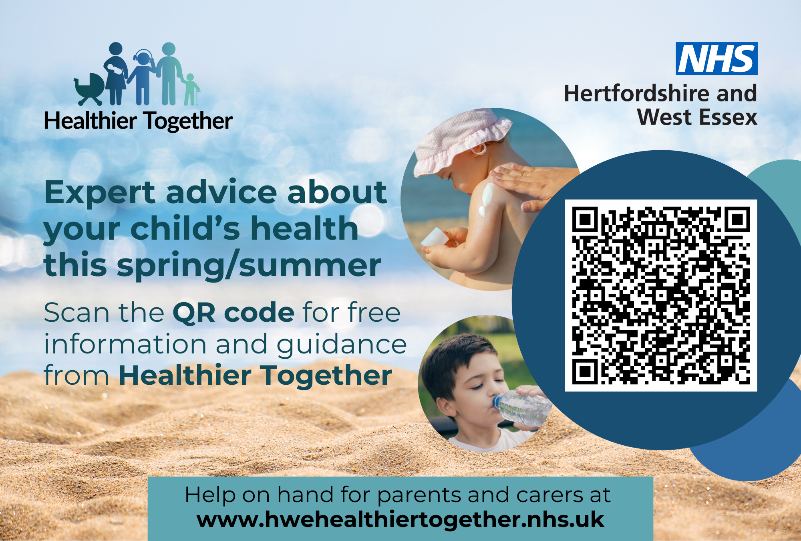 Healthier Together
NHS
Hertfordshire and
West Essex
Expert advice about
your child's health
this spring/summer
Scan the QR code for free
information and guidance
from Healthier Together
Help on hand for parents and carers at
www.hwehealthiertogether.nhs.uk